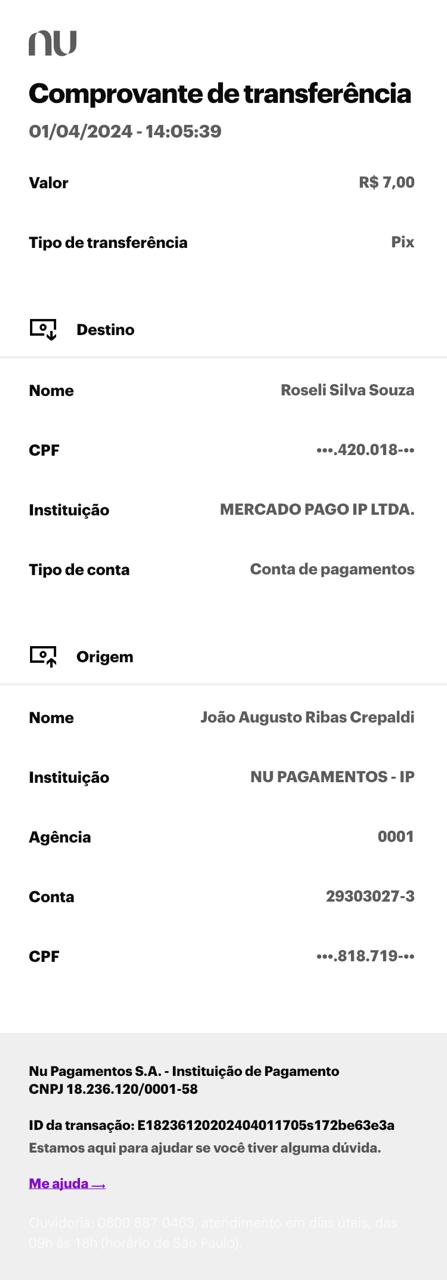 nu
Comprovante de transferência
01/04/2024 - 14:05:39
Valor R$ 7,00
Tipo de transferência Pix
Destino
Nome Roseli Silva Souza
CPF •••.420.018-••
Instituição MERCADO PAGO IP LTDA.
Tipo de conta Conta de pagamentos
Origem
Nome João Augusto Ribas Crepaldi
Instituição NU PAGAMENTOS - IP
Agência 0001
Conta 29303027-3
CPF •••.818.719-••
Nu Pagamentos S.A. - Instituição de Pagamento
CNPJ 18.236.120/0001-58
ID da transação: E18236120202404011705s172be63e3a
Estamos aqui para ajudar se você tiver alguma dúvida.
Me ajuda →
Ouvidoria: 0800 887 0463, atendimento em dias úteis, das
09h às 18h (horário de São Paulo).